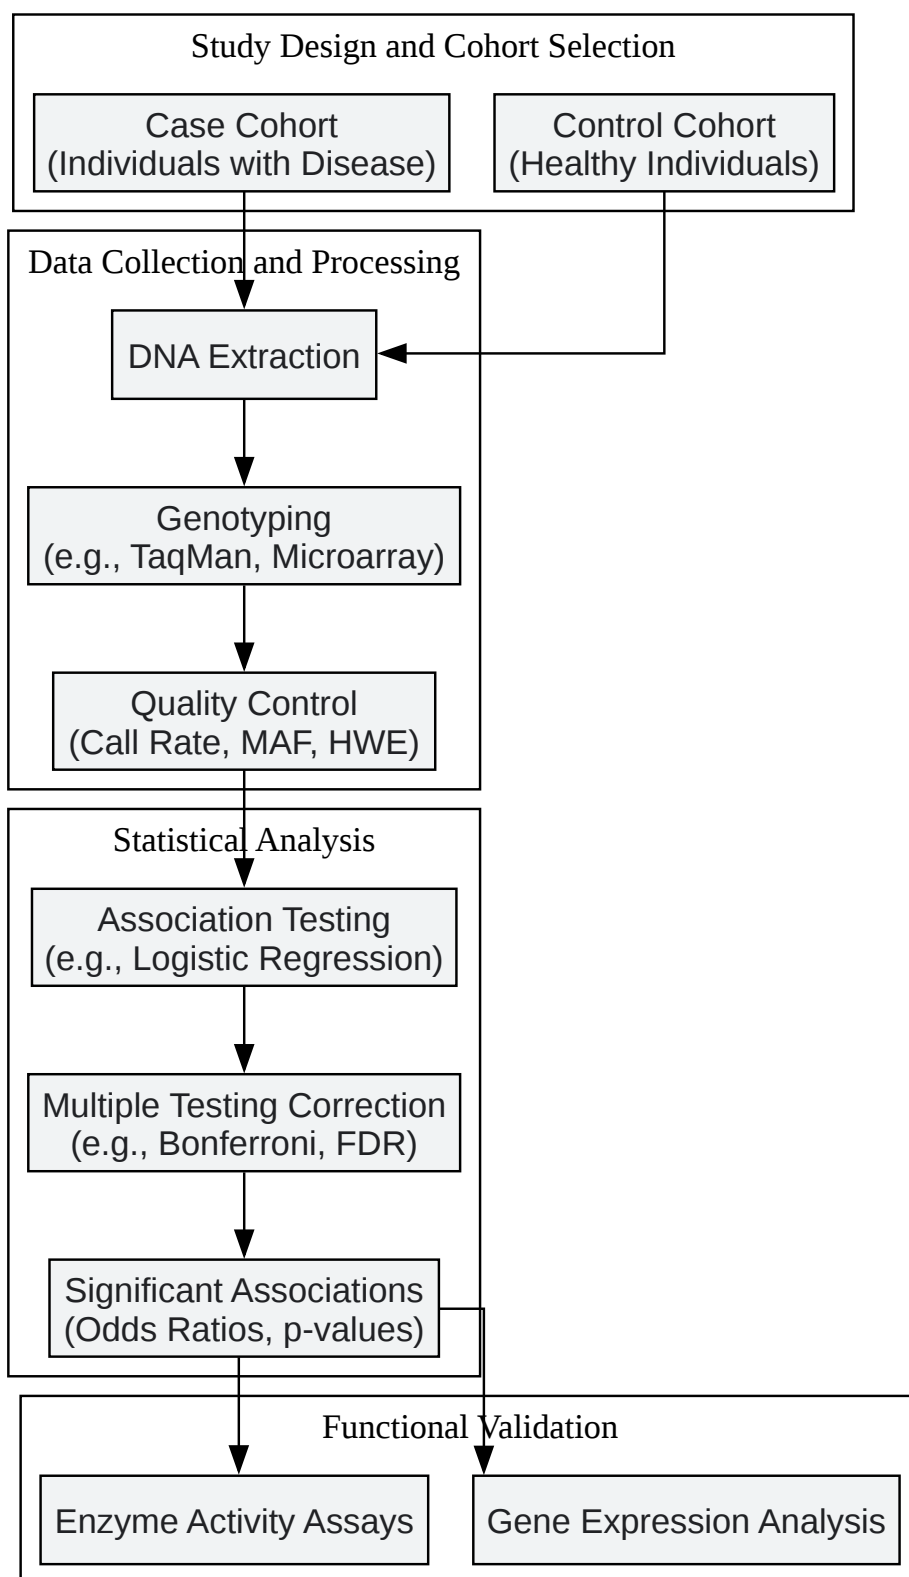 Study Design and Cohort Selection
Case Cohort
(Individuals with Disease)
Control Cohort
(Healthy Individuals)
Data Collection and Processing
DNA Extraction
Genotyping
(e.g., TaqMan, Microarray)
Quality Control
(Call Rate, MAF, HWE)
Statistical Analysis
Association Testing
(e.g., Logistic Regression)
Multiple Testing Correction
(e.g., Bonferroni, FDR)
Significant Associations
(Odds Ratios, p-values)
Functional Validation
Enzyme Activity Assays
Gene Expression Analysis